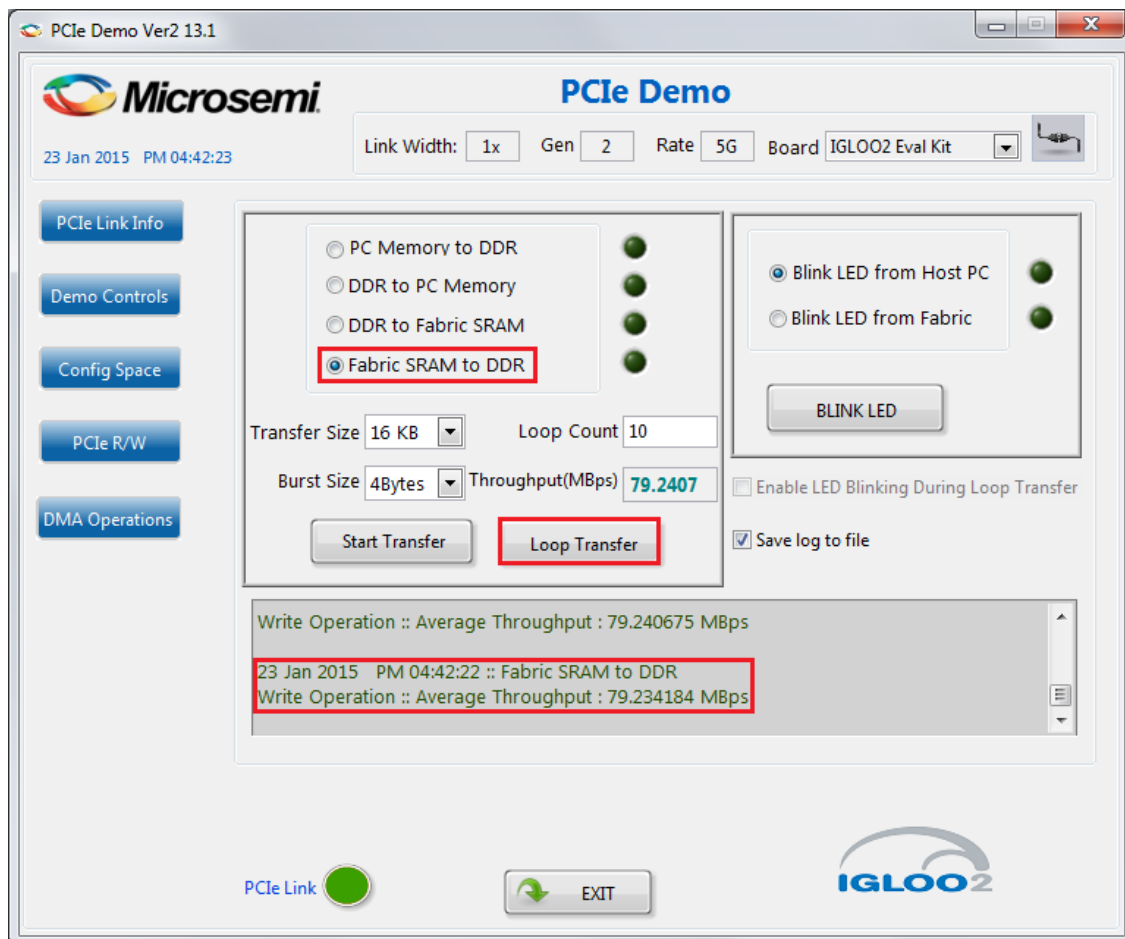 PCIe Demo Ver2 13.1
Microsemi.
PCIe Demo
23 Jan 2015 PM 04:42:23
Link Width: 1x Gen 2 Rate 5G Board IGLOO2 Eval Kit
PCIe Link Info
Demo Controls
Config Space
PCIe R/W
DMA Operations
PC Memory to DDR
DDR to PC Memory
DDR to Fabric SRAM
Fabric SRAM to DDR
Transfer Size 16 KB Loop Count 10
Burst Size 4Bytes Throughput(MBps) 79.2407
Start Transfer Loop Transfer
Blink LED from Host PC
Blink LED from Fabric
BLINK LED
Enable LED Blinking During Loop Transfer
Save log to file
Write Operation :: Average Throughput : 79.240675 MBps
23 Jan 2015 PM 04:42:22 :: Fabric SRAM to DDR
Write Operation :: Average Throughput : 79.234184 MBps
PCIe Link
EXIT
IGLOO2